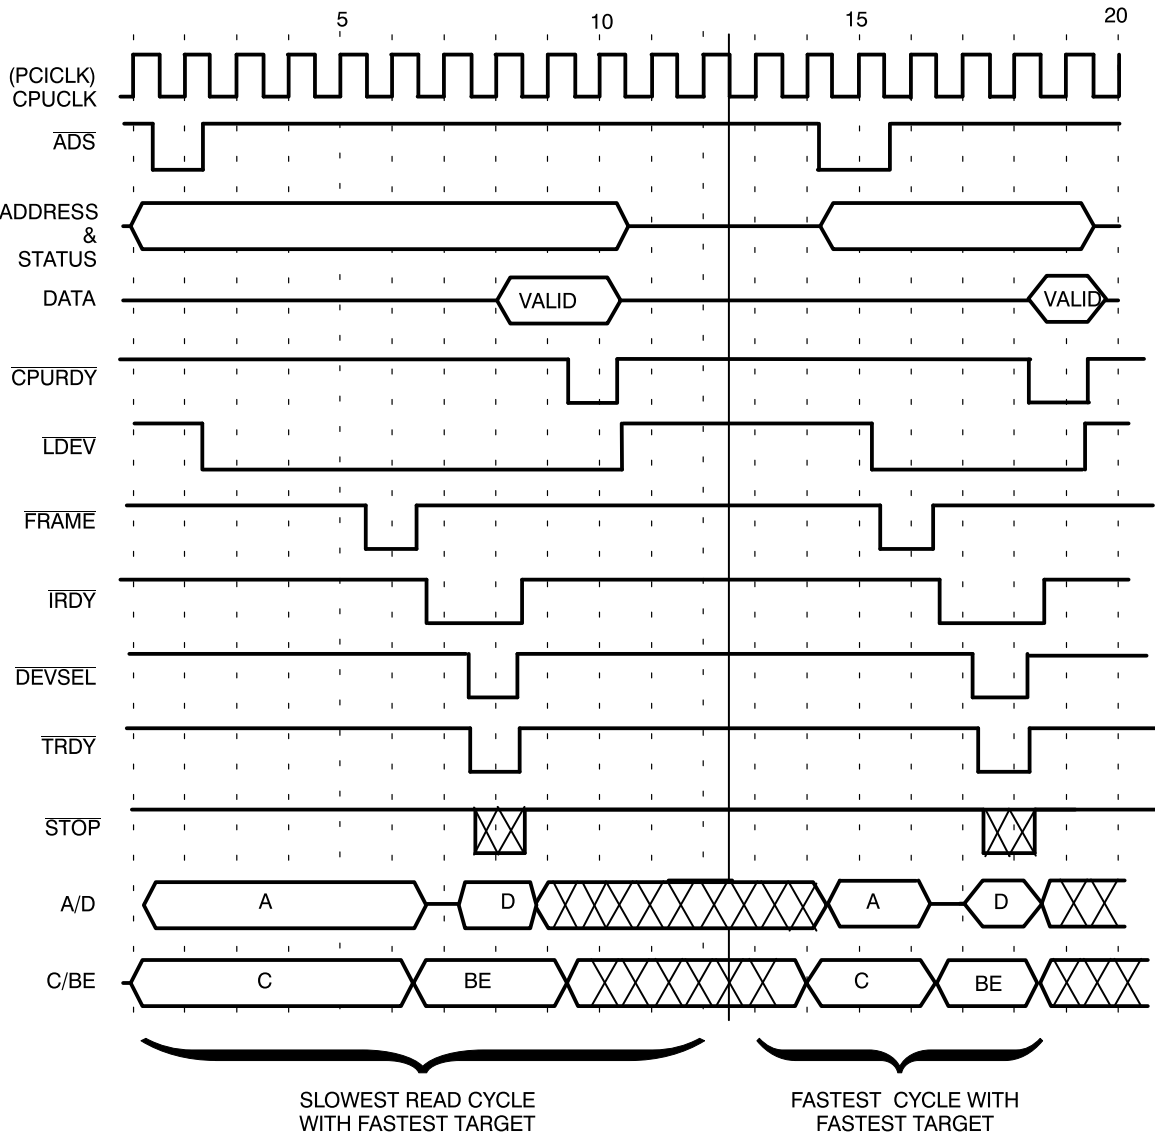 5 10 15 20
(PCICLK)
CPUCLK
ADS
ADDRESS
&
STATUS
DATA VALID VALID
CPURDY
LDEV
FRAME
IRDY
DEVSEL
TRDY
STOP
A/D A D A D
C/BE C BE C BE
SLOWEST READ CYCLE
WITH FASTEST TARGET
FASTEST CYCLE WITH
FASTEST TARGET